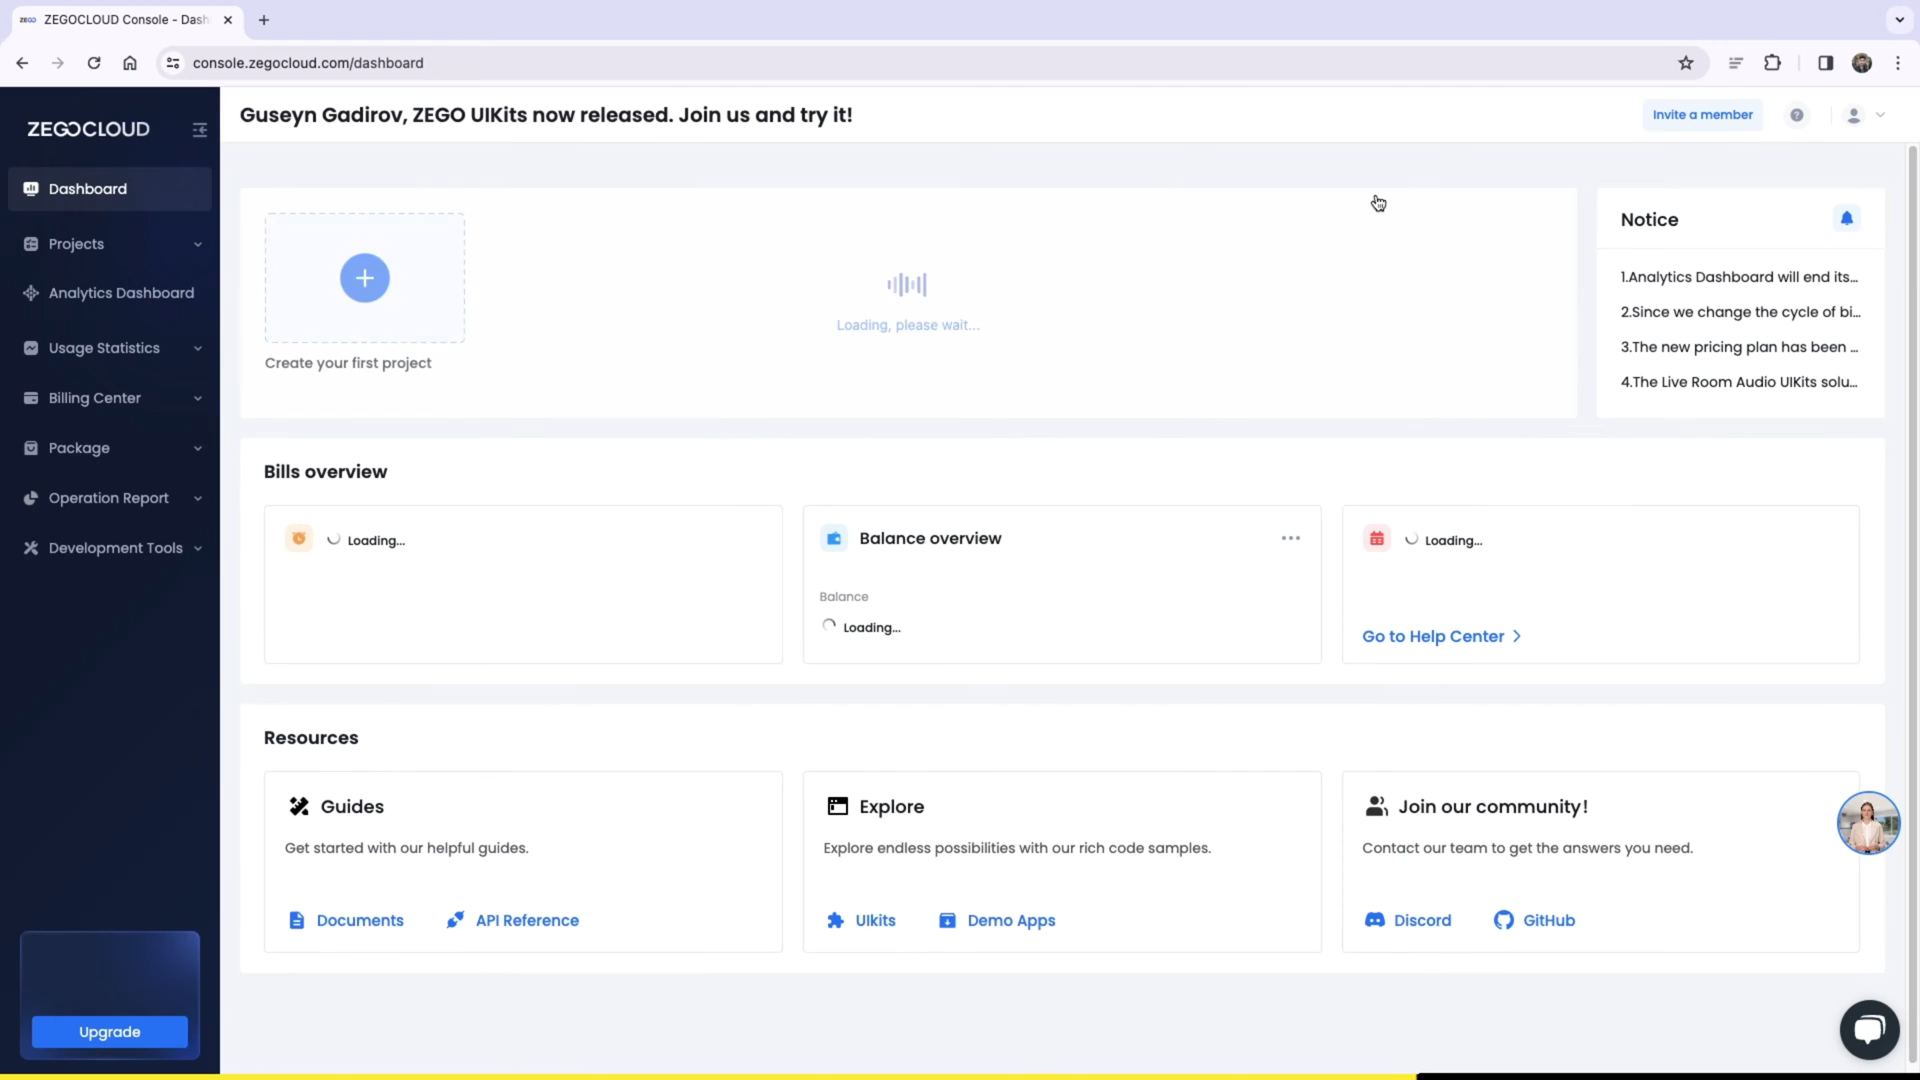 ZEGOCLOUD Console - Dash
console.zegocloud.com/dashboard
ZEGOCLOUD
Guseyn Gadirov, ZEGO UIKits now released. Join us and try it!
Invite a member
Dashboard
Projects
Analytics Dashboard
Usage Statistics
Billing Center
Package
Operation Report
Development Tools
Upgrade
Create your first project
Loading, please wait...
Notice
1.Analytics Dashboard will end its...
2.Since we change the cycle of bi...
3.The new pricing plan has been ...
4.The Live Room Audio UIKits solu...
Bills overview
Loading...
Balance overview
Balance
Loading...
Loading...
Go to Help Center
Resources
Guides
Get started with our helpful guides.
Documents
API Reference
Explore
Explore endless possibilities with our rich code samples.
UIkits
Demo Apps
Join our community!
Contact our team to get the answers you need.
Discord
GitHub